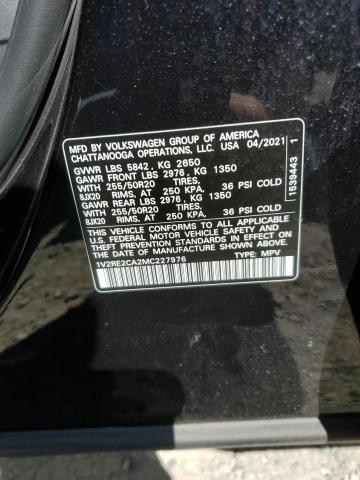 MFD BY VOLKSWAGEN GROUP OF AMERICA
CHATTANOOGA OPERATIONS, LLC. USA 04/2021
GVWR LBS 5842, KG 2650
GAWR FRONT LBS 2976, KG 1350
WITH 255/50R20 TIRES,
8JX20 RIMS, AT 250 KPA, 36 PSI COLD
GAWR REAR LBS 2976, KG 1350
WITH 255/50R20 TIRES,
8JX20 RIMS, AT 250 KPA, 36 PSI COLD
THIS VEHICLE CONFORMS TO ALL APPLICABLE
U.S. FEDERAL MOTOR VEHICLE SAFETY AND
THEFT PREVENTION STANDARDS IN EFFECT ON
THE DATE OF MANUFACTURE SHOWN ABOVE.
1V2RE2CA2MC227976 TYPE: MPV
1539443 1